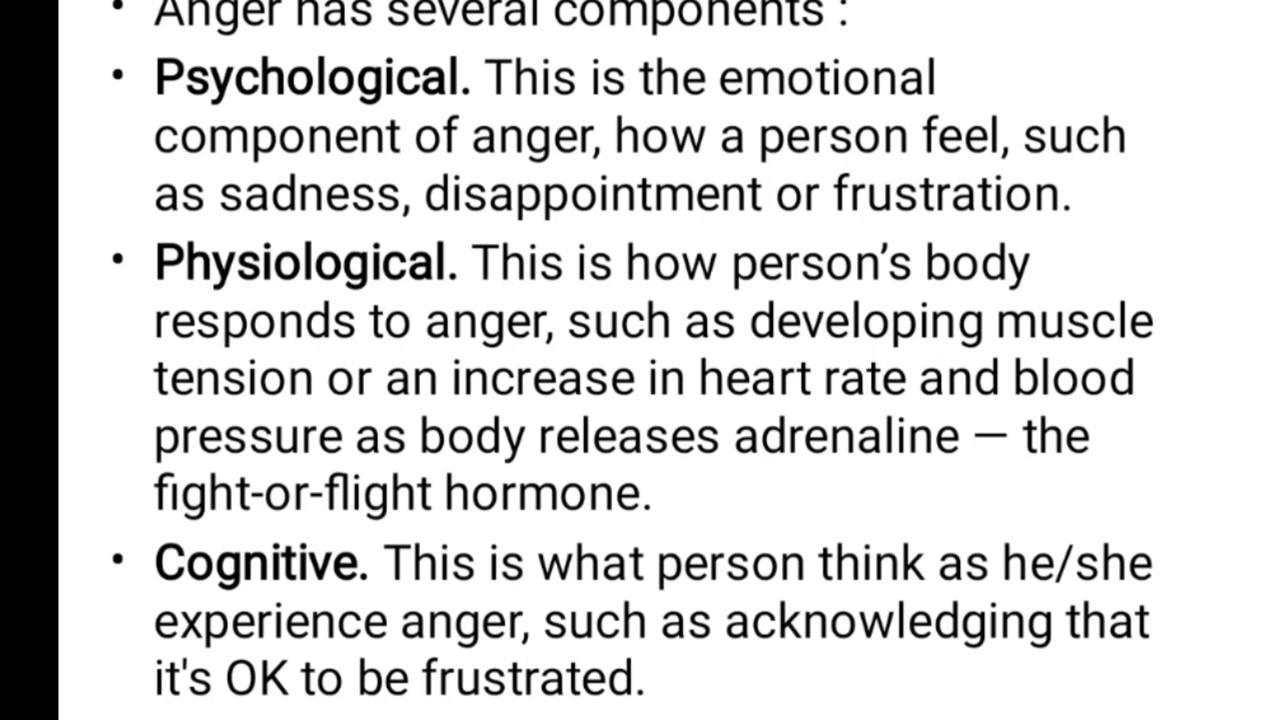 • Anger has several components :
• Psychological. This is the emotional
component of anger, how a person feel, such
as sadness, disappointment or frustration.
• Physiological. This is how person’s body
responds to anger, such as developing muscle
tension or an increase in heart rate and blood
pressure as body releases adrenaline — the
fight-or-flight hormone.
• Cognitive. This is what person think as he/she
experience anger, such as acknowledging that
it's OK to be frustrated.